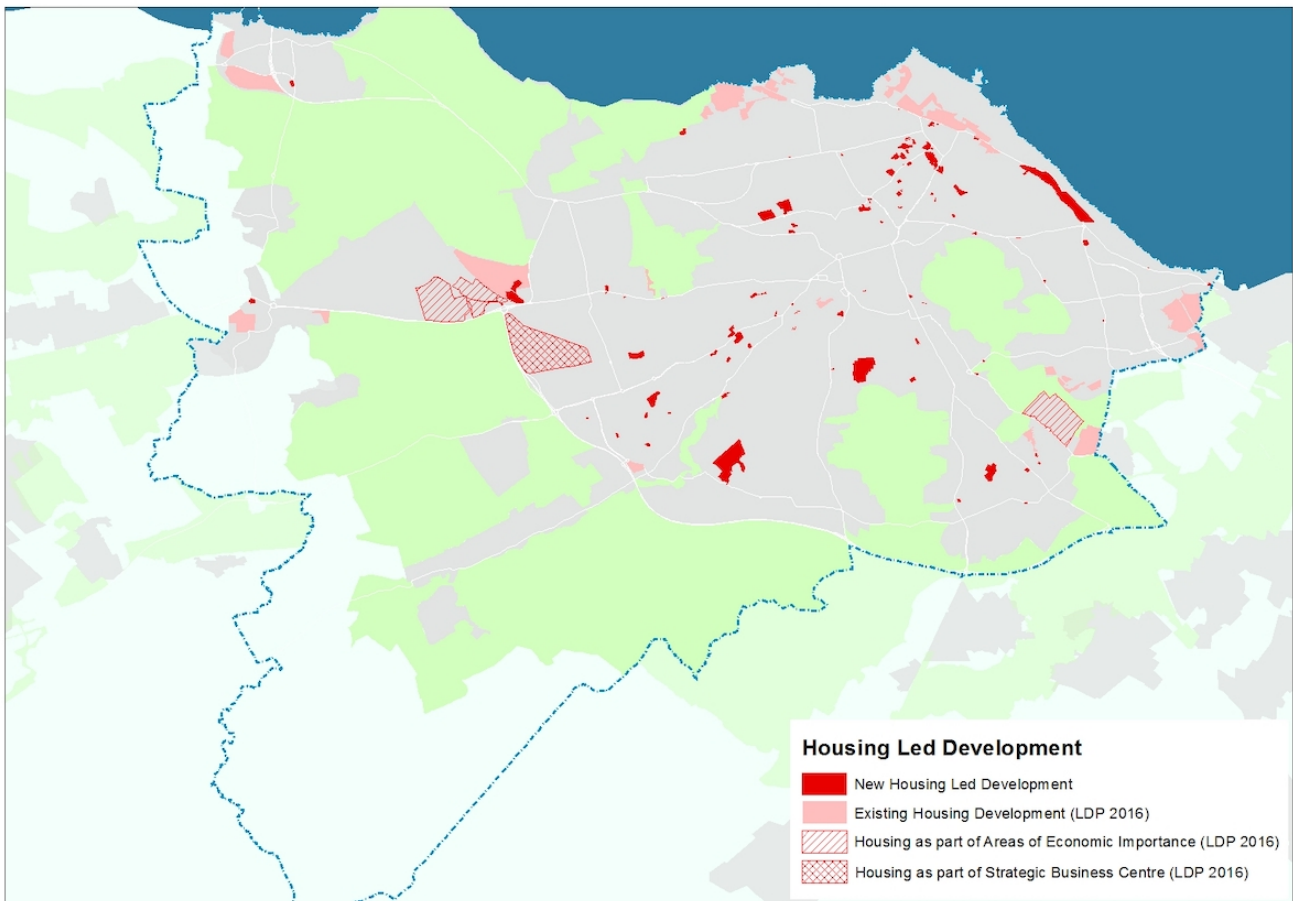 Housing Led Development
New Housing Led Development
Existing Housing Development (LDP 2016)
Housing as part of Areas of Economic Importance (LDP 2016)
Housing as part of Strategic Business Centre (LDP 2016)